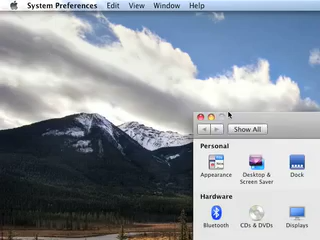 System Preferences Edit View Window Help
Show All
Personal
Appearance Desktop & Screen Saver Dock
Hardware
Bluetooth CDs & DVDs Displays